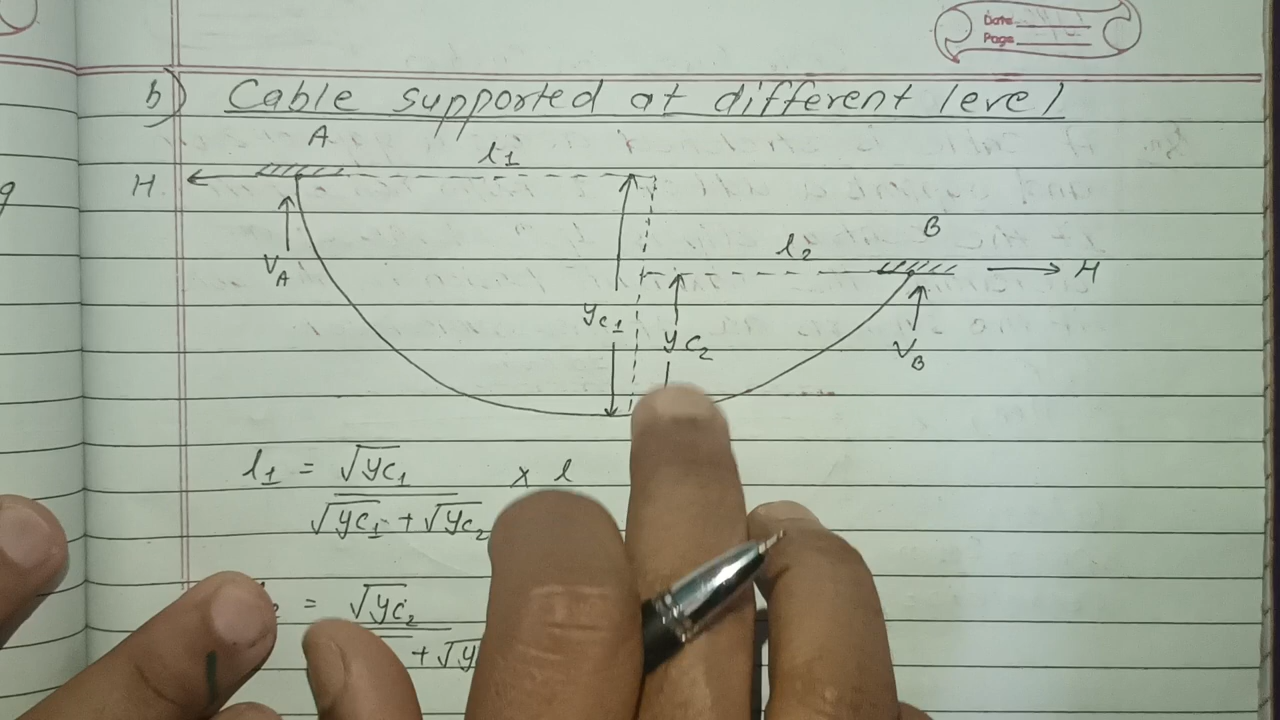 Date
Page
b) Cable supported at different level
A
l1
H
B
l2
H
VA
yc1
yc2
VB
l1 = √yc1
x l
√yc1 + √yc2
= √yc2
+ √y
g